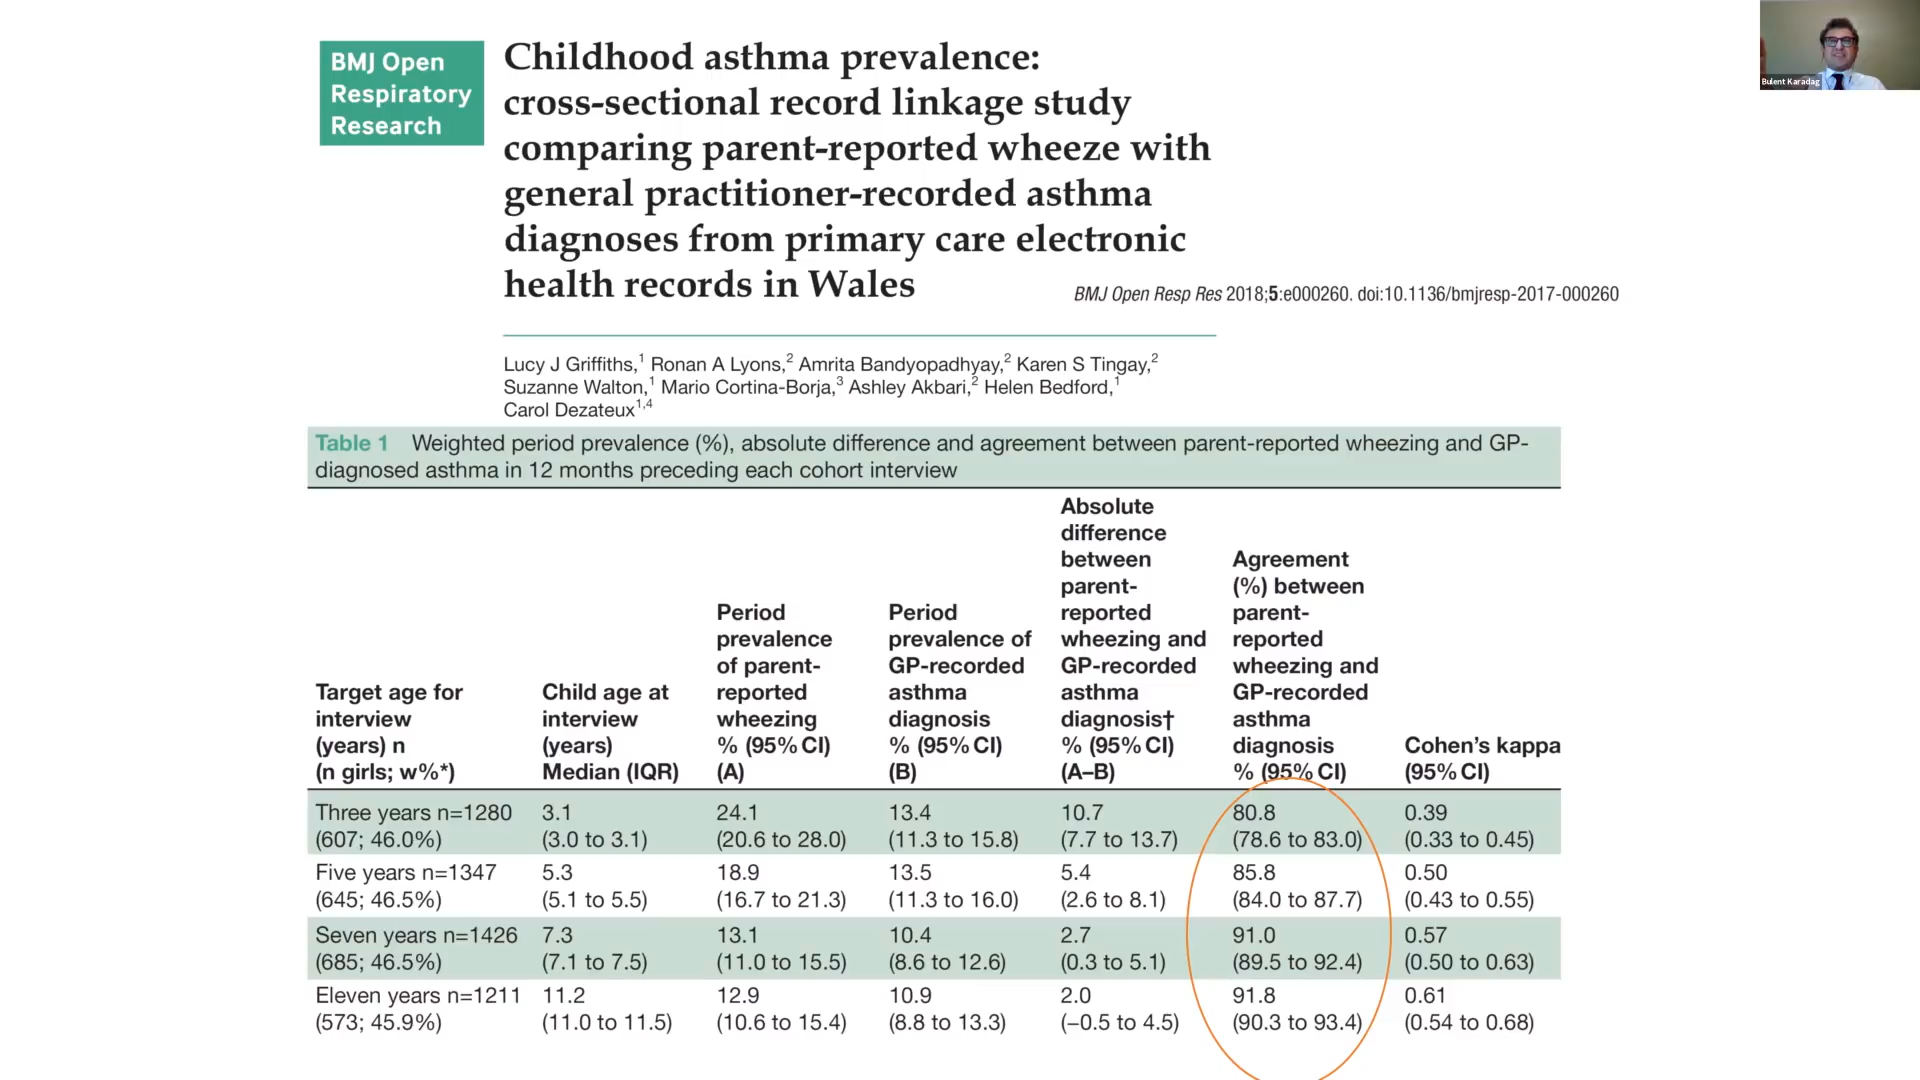 BMJ Open
Respiratory
Research
Childhood asthma prevalence:
cross-sectional record linkage study
comparing parent-reported wheeze with
general practitioner-recorded asthma
diagnoses from primary care electronic
health records in Wales
BMJ Open Resp Res 2018;5:e000260. doi:10.1136/bmjresp-2017-000260
Lucy J Griffiths,1 Ronan A Lyons,2 Amrita Bandyopadhyay,2 Karen S Tingay,2
Suzanne Walton,1 Mario Cortina-Borja,3 Ashley Akbari,2 Helen Bedford,1
Carol Dezateux1,4
Table 1 Weighted period prevalence (%), absolute difference and agreement between parent-reported wheezing and GP-
diagnosed asthma in 12 months preceding each cohort interview
Target age for
interview
(years) n
(n girls; w%*)
Child age at
interview
(years)
Median (IQR)
Period
prevalence
of parent-
reported
wheezing
% (95% CI)
(A)
Period
prevalence of
GP-recorded
asthma
diagnosis
% (95% CI)
(B)
Absolute
difference
between
parent-
reported
wheezing and
GP-recorded
asthma
diagnosis†
% (95% CI)
(A–B)
Agreement
(%) between
parent-
reported
wheezing and
GP-recorded
asthma
diagnosis
% (95% CI)
Cohen's kappa
(95% CI)
Three years n=1280 3.1 24.1 13.4 10.7 80.8 0.39
(607; 46.0%) (3.0 to 3.1) (20.6 to 28.0) (11.3 to 15.8) (7.7 to 13.7) (78.6 to 83.0) (0.33 to 0.45)
Five years n=1347 5.3 18.9 13.5 5.4 85.8 0.50
(645; 46.5%) (5.1 to 5.5) (16.7 to 21.3) (11.3 to 16.0) (2.6 to 8.1) (84.0 to 87.7) (0.43 to 0.55)
Seven years n=1426 7.3 13.1 10.4 2.7 91.0 0.57
(685; 46.5%) (7.1 to 7.5) (11.0 to 15.5) (8.6 to 12.6) (0.3 to 5.1) (89.5 to 92.4) (0.50 to 0.63)
Eleven years n=1211 11.2 12.9 10.9 2.0 91.8 0.61
(573; 45.9%) (11.0 to 11.5) (10.6 to 15.4) (8.8 to 13.3) (−0.5 to 4.5) (90.3 to 93.4) (0.54 to 0.68)
Bulent Karadag